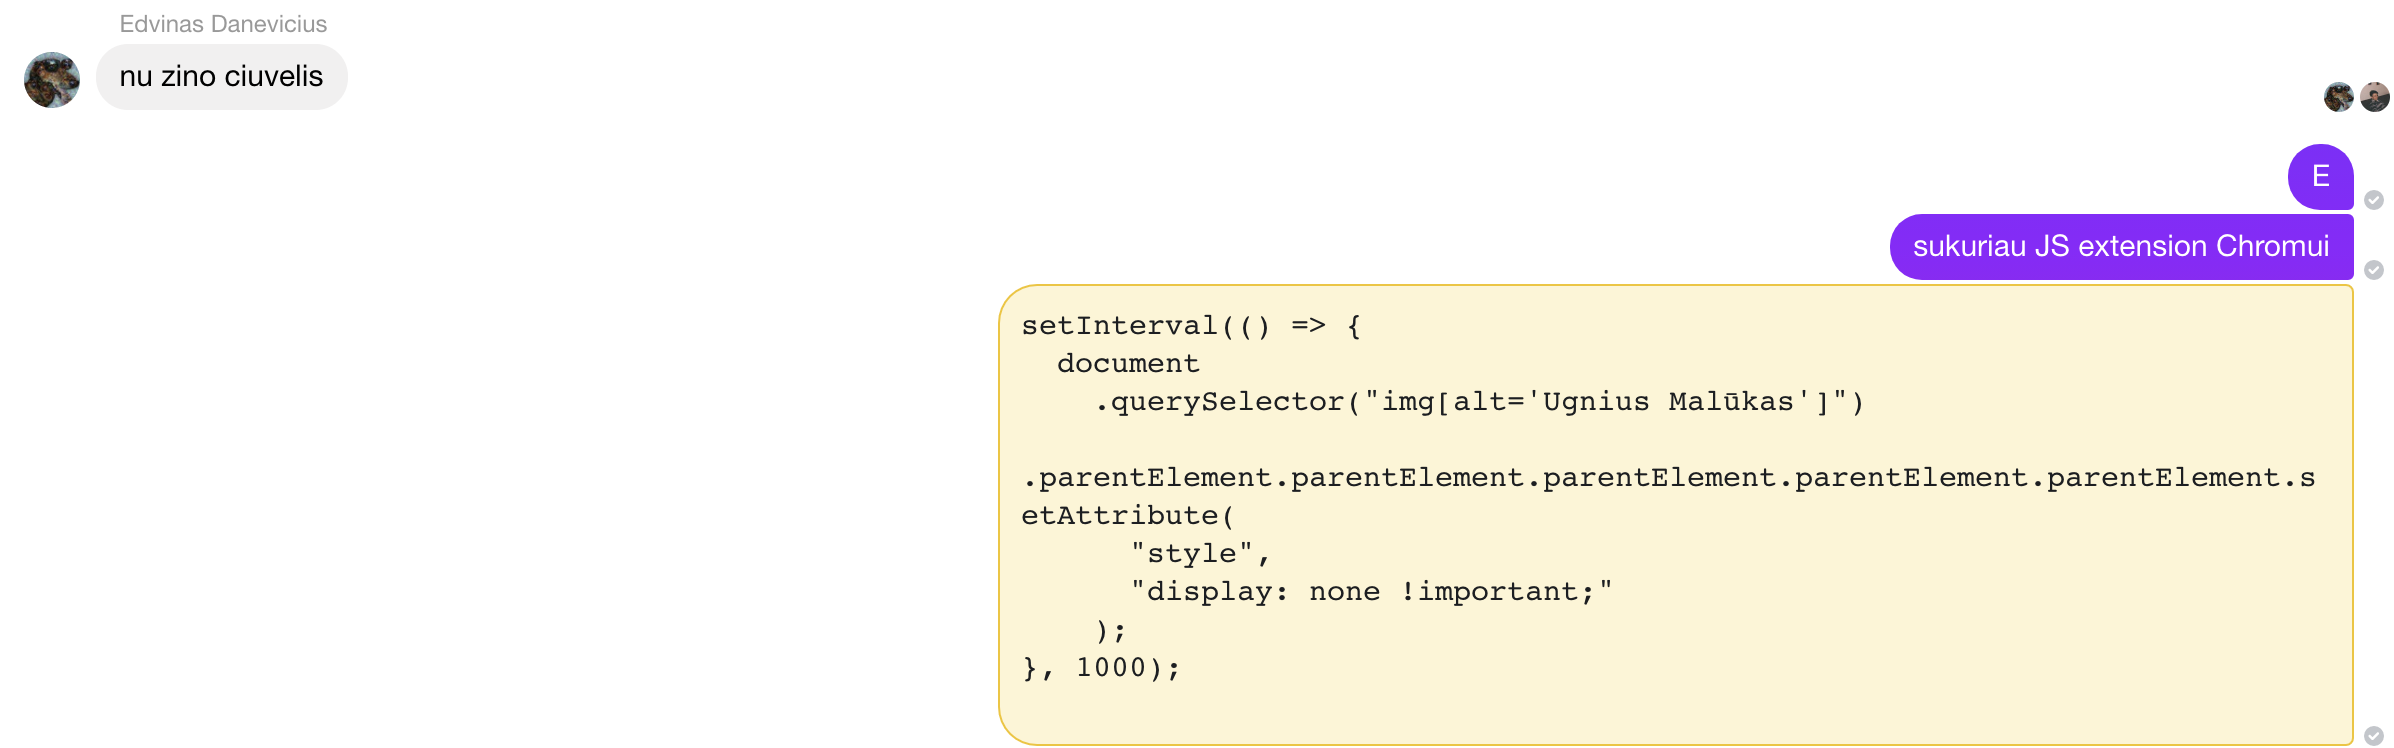 Edvinas Danevicius
nu zino ciuvelis
E
sukuriau JS extension Chromui
setInterval(() => {
  document
    .querySelector("img[alt='Ugnius Malūkas']")
.parentElement.parentElement.parentElement.parentElement.parentElement.s
etAttribute(
      "style",
      "display: none !important;"
    );
}, 1000);